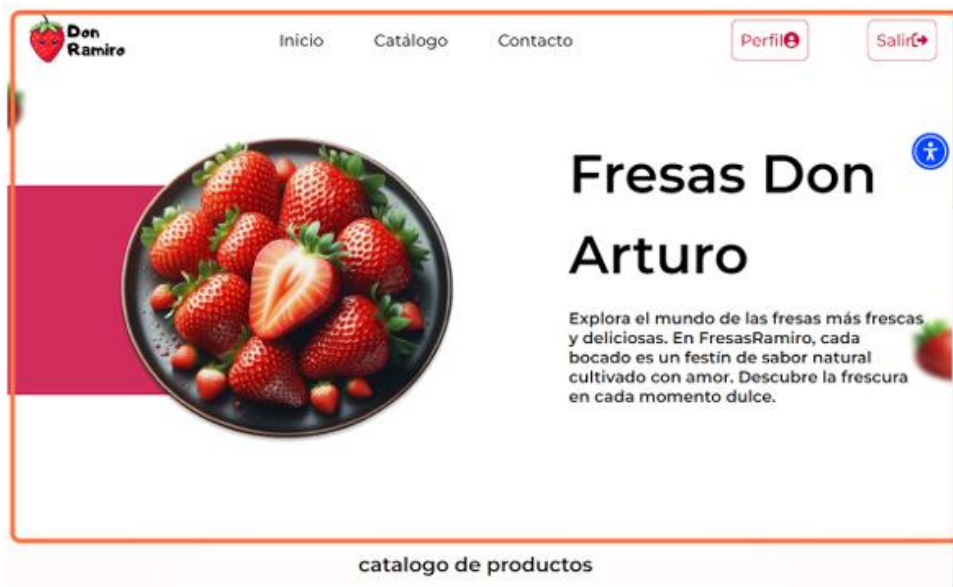 Don
Ramiro
Inicio Catálogo Contacto Perfil Salir
Fresas Don
Arturo
Explora el mundo de las fresas más frescas
y deliciosas. En FresasRamiro, cada
bocado es un festín de sabor natural
cultivado con amor. Descubre la frescura
en cada momento dulce.
catalogo de productos